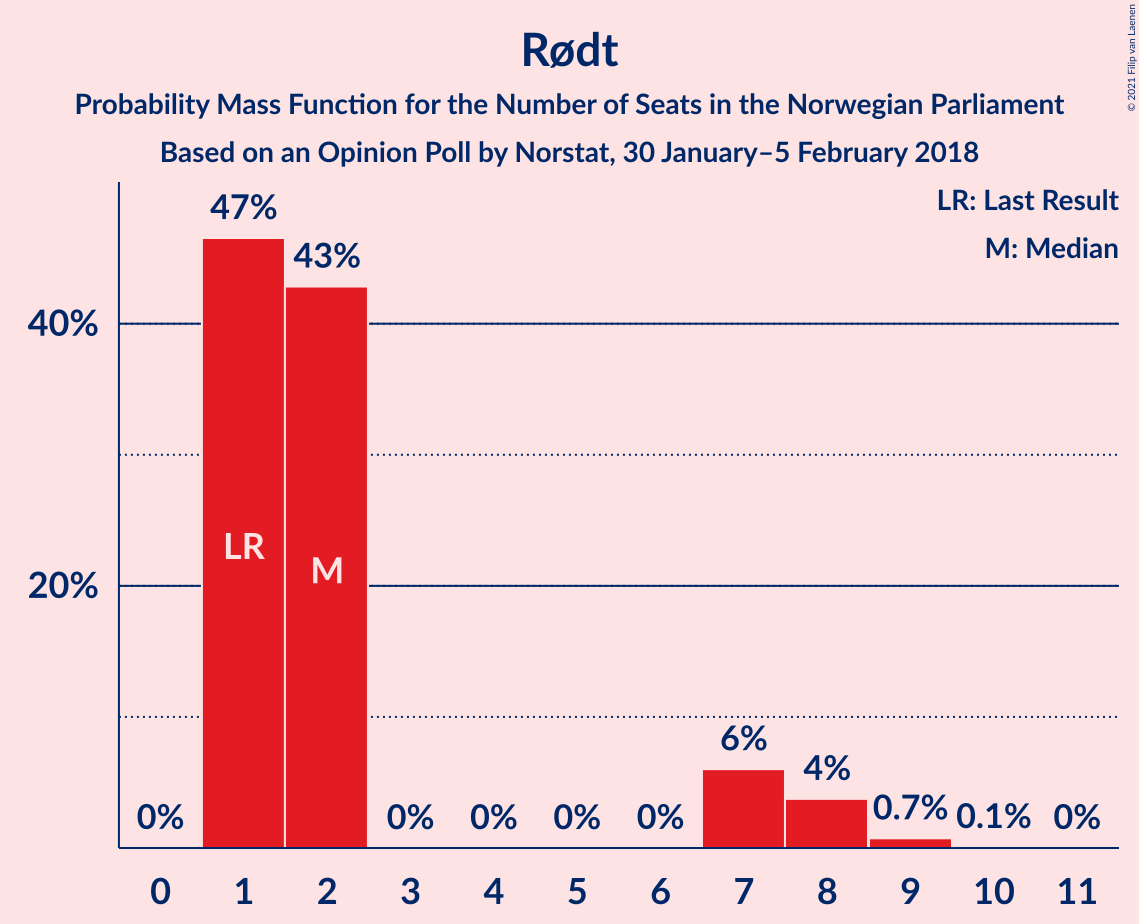 Rødt
Probability Mass Function for the Number of Seats in the Norwegian Parliament
Based on an Opinion Poll by Norstat, 30 January–5 February 2018
© 2021 Filip van Laenen
LR: Last Result
M: Median
47%
43%
40%
20%
LR
M
0%
0%
0%
0%
0%
6%
4%
0.7%
0.1%
0%
0 1 2 3 4 5 6 7 8 9 10 11